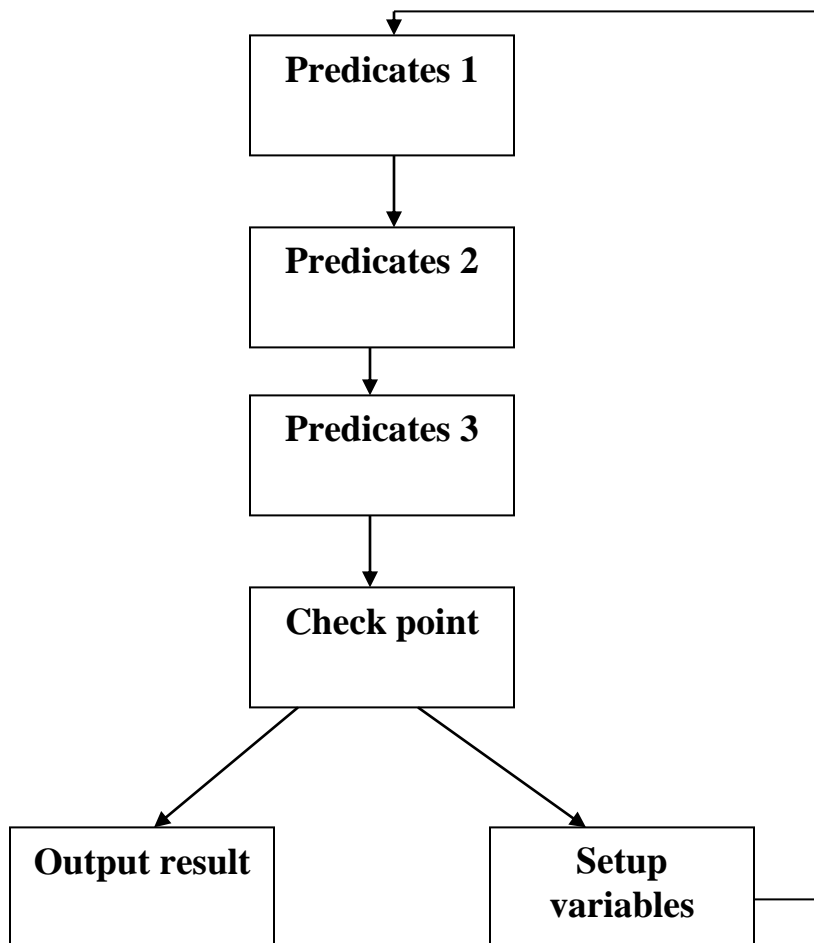 Predicates 1
Predicates 2
Predicates 3
Check point
Output result
Setup
variables